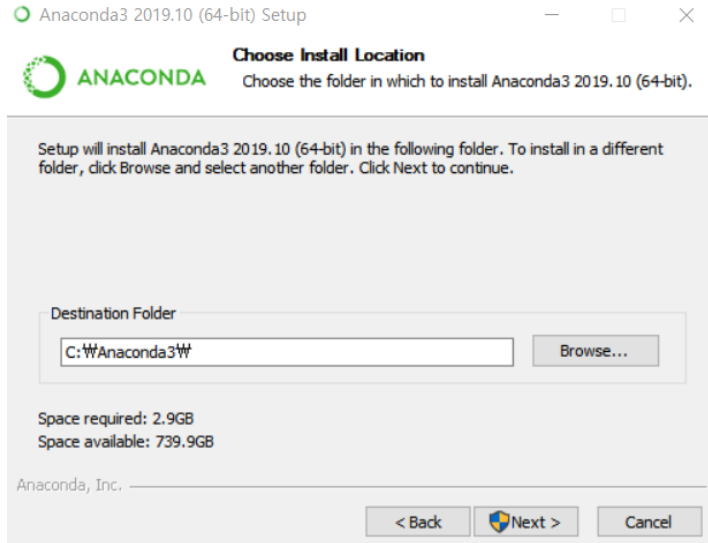 Anaconda3 2019.10 (64-bit) Setup
ANACONDA
Choose Install Location
Choose the folder in which to install Anaconda3 2019.10 (64-bit).
Setup will install Anaconda3 2019.10 (64-bit) in the following folder. To install in a different
folder, click Browse and select another folder. Click Next to continue.
Destination Folder
C:₩Anaconda3₩
Browse...
Space required: 2.9GB
Space available: 739.9GB
Anaconda, Inc.
< Back
Next >
Cancel